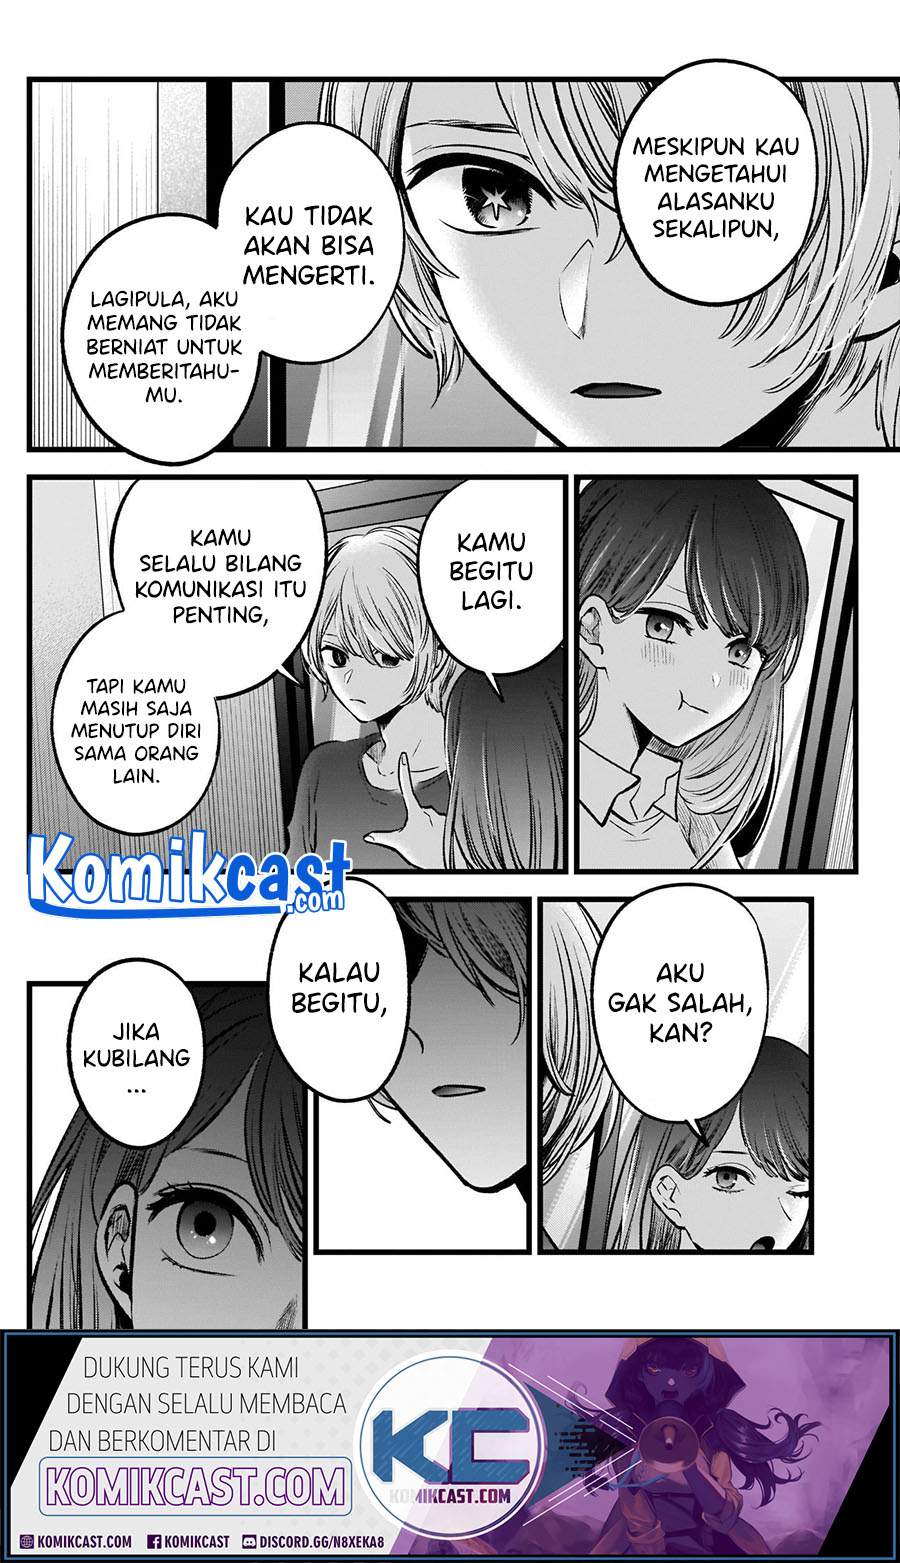 MESKIPUN KAU
MENGETAHUI
ALASANKU
SEKALIPUN,
KAU TIDAK
AKAN BISA
MENGERTI.
LAGIPULA, AKU
MEMANG TIDAK
BERNIAT UNTUK
MEMBERITAHU-
MU.
KAMU
BEGITU
LAGI.
KAMU
SELALU BILANG
KOMUNIKASI ITU
PENTING,
TAPI KAMU
MASIH SAJA
MENUTUP DIRI
SAMA ORANG
LAIN.
Komikcast
.com
AKU
GAK SALAH,
KAN?
KALAU
BEGITU,
JIKA
KUBILANG
...
DUKUNG TERUS KAMI
DENGAN SELALU MEMBACA
DAN BERKOMENTAR DI
KOMIKCAST.COM
KOMIKCAST.COM KOMIKCAST DISCORD.GG/N8XEKA8
KC
KOMIKCAST.COM